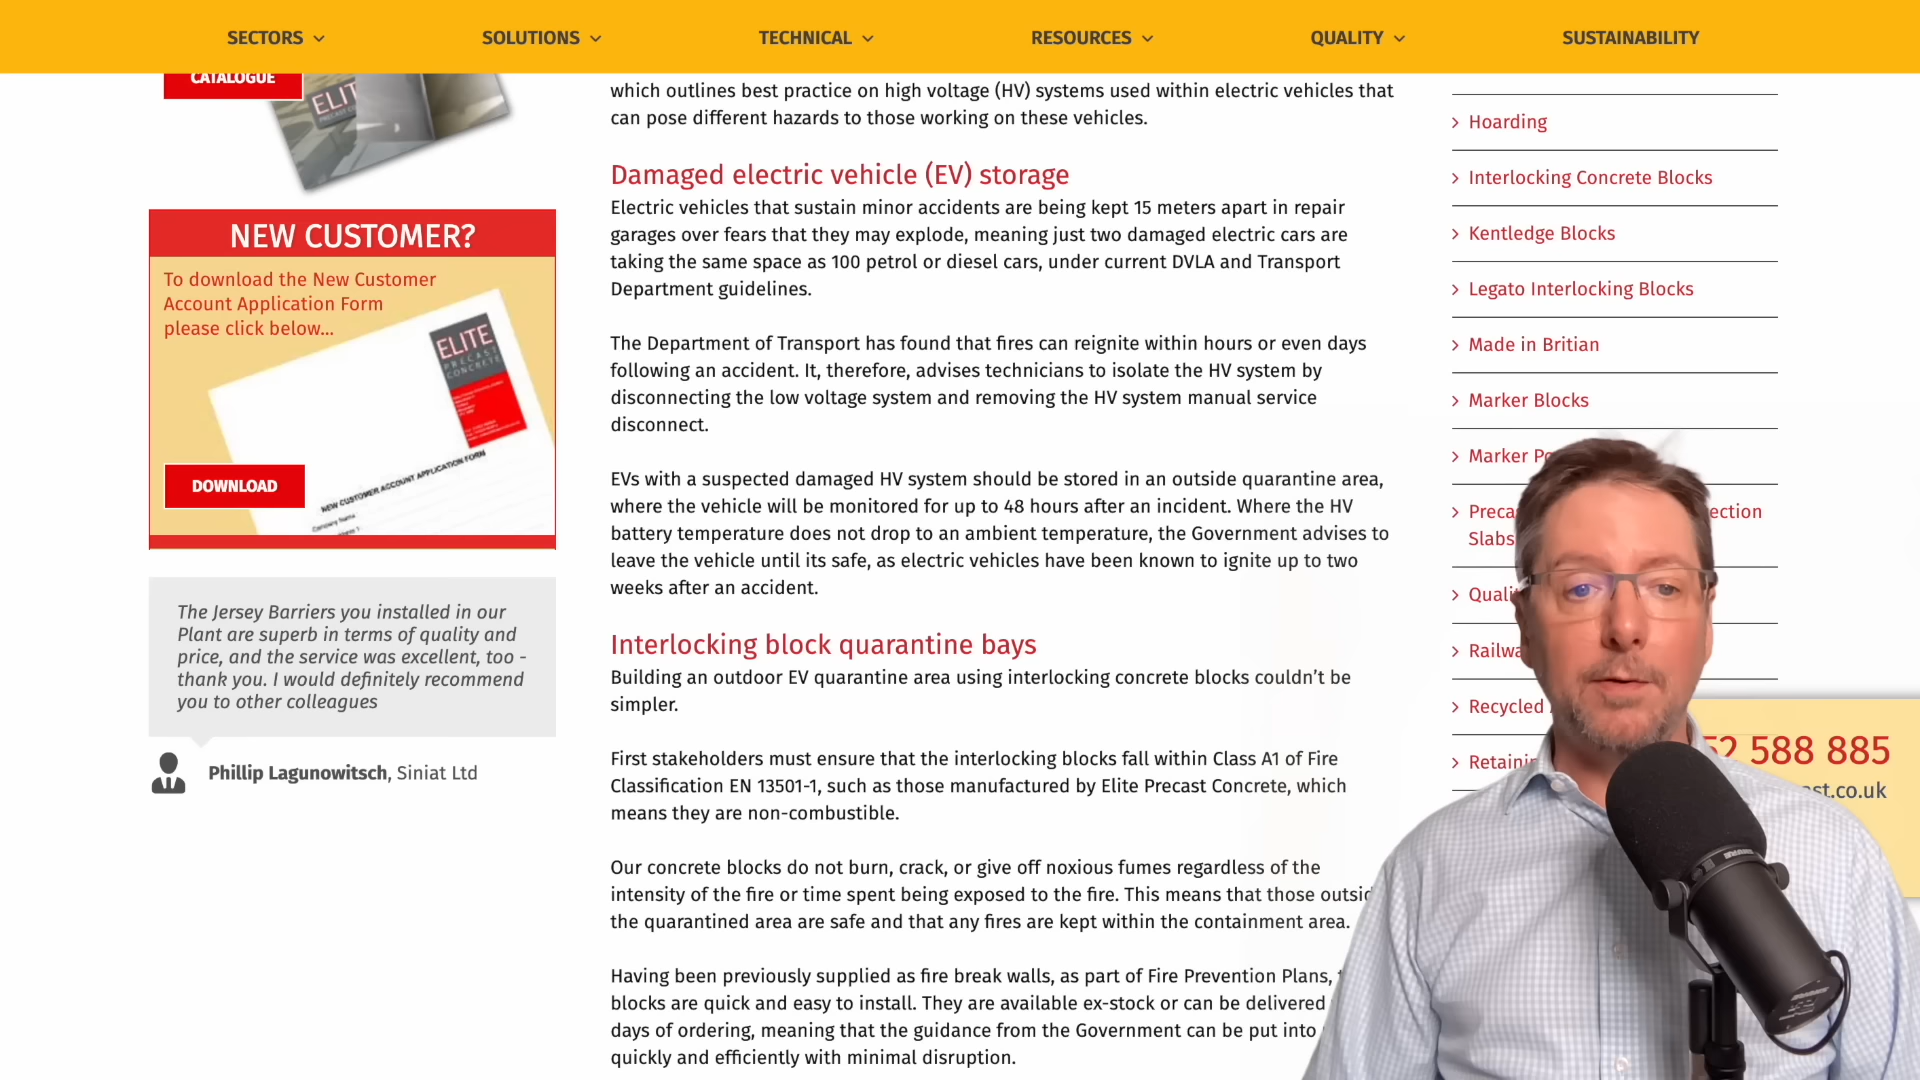 SECTORS
SOLUTIONS
TECHNICAL
RESOURCES
QUALITY
SUSTAINABILITY
CATALOGUE
NEW CUSTOMER?
To download the New Customer
Account Application Form
please click below...
ELITE
PRECAST
CONCRETE
NEW CUSTOMER ACCOUNT APPLICATION FORM
Company Name
DOWNLOAD
The Jersey Barriers you installed in our
Plant are superb in terms of quality and
price, and the service was excellent, too -
thank you. I would definitely recommend
you to other colleagues
Phillip Lagunowitsch, Siniat Ltd
which outlines best practice on high voltage (HV) systems used within electric vehicles that
can pose different hazards to those working on these vehicles.
Damaged electric vehicle (EV) storage
Electric vehicles that sustain minor accidents are being kept 15 meters apart in repair
garages over fears that they may explode, meaning just two damaged electric cars are
taking the same space as 100 petrol or diesel cars, under current DVLA and Transport
Department guidelines.
The Department of Transport has found that fires can reignite within hours or even days
following an accident. It, therefore, advises technicians to isolate the HV system by
disconnecting the low voltage system and removing the HV system manual service
disconnect.
EVs with a suspected damaged HV system should be stored in an outside quarantine area,
where the vehicle will be monitored for up to 48 hours after an incident. Where the HV
battery temperature does not drop to an ambient temperature, the Government advises to
leave the vehicle until its safe, as electric vehicles have been known to ignite up to two
weeks after an accident.
Interlocking block quarantine bays
Building an outdoor EV quarantine area using interlocking concrete blocks couldn't be
simpler.
First stakeholders must ensure that the interlocking blocks fall within Class A1 of Fire
Classification EN 13501-1, such as those manufactured by Elite Precast Concrete, which
means they are non-combustible.
Our concrete blocks do not burn, crack, or give off noxious fumes regardless of the
intensity of the fire or time spent being exposed to the fire. This means that those
the quarantined area are safe and that any fires are kept within the containment area.
Having been previously supplied as fire break walls, as part of Fire Prevention Plans,
blocks are quick and easy to install. They are available ex-stock or can be delivered
days of ordering, meaning that the guidance from the Government can be put into
quickly and efficiently with minimal disruption.
Hoarding
Interlocking Concrete Blocks
Kentledge Blocks
Legato Interlocking Blocks
Made in Britian
Marker Blocks
Marker
Slabs
Recycled
52 588 885
.co.uk